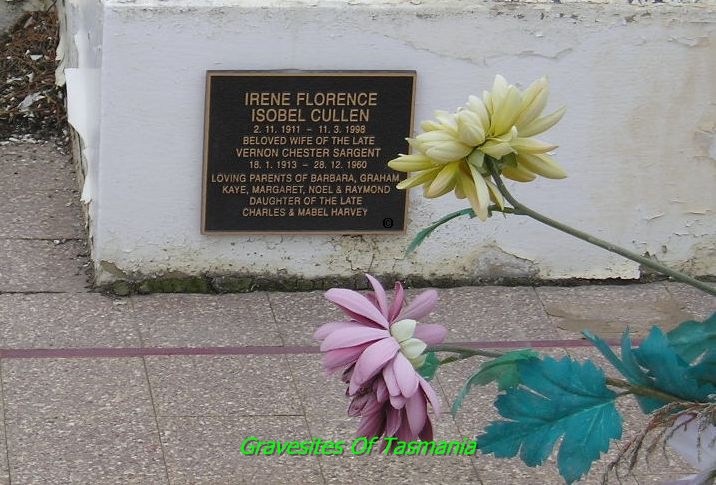 IRENE FLORENCE
ISOBEL CULLEN
2. 11. 1911 - 11. 3. 1998
BELOVED WIFE OF THE LATE
VERNON CHESTER SARGENT
18. 1. 1913 - 28. 12. 1960
LOVING PARENTS OF BARBARA, GRAHAM,
KAYE, MARGARET, NOEL & RAYMOND
DAUGHTER OF THE LATE
CHARLES & MABEL HARVEY
Gravesites Of Tasmania